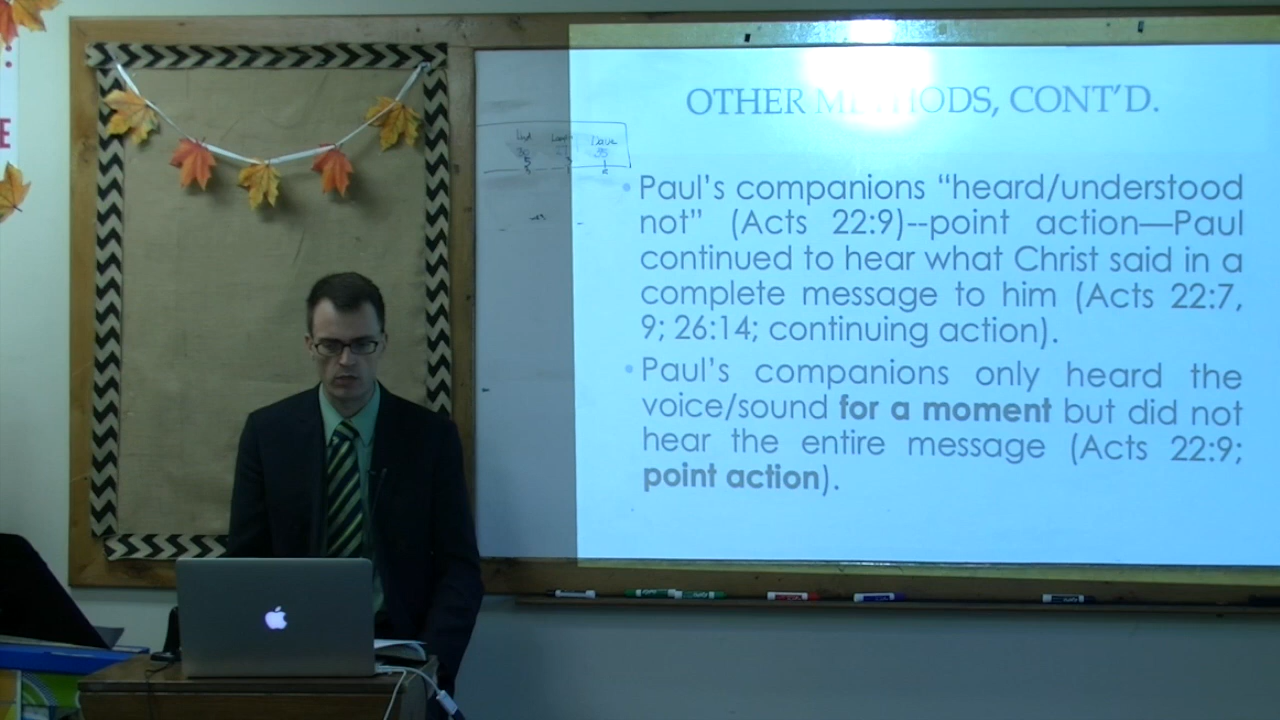 OTHER METHODS, CONT'D.
Paul's companions “heard/understood
not” (Acts 22:9)--point action—Paul
continued to hear what Christ said in a
complete message to him (Acts 22:7,
9; 26:14; continuing action).
Paul's companions only heard the
voice/sound for a moment but did not
hear the entire message (Acts 22:9;
point action).
Dave
E